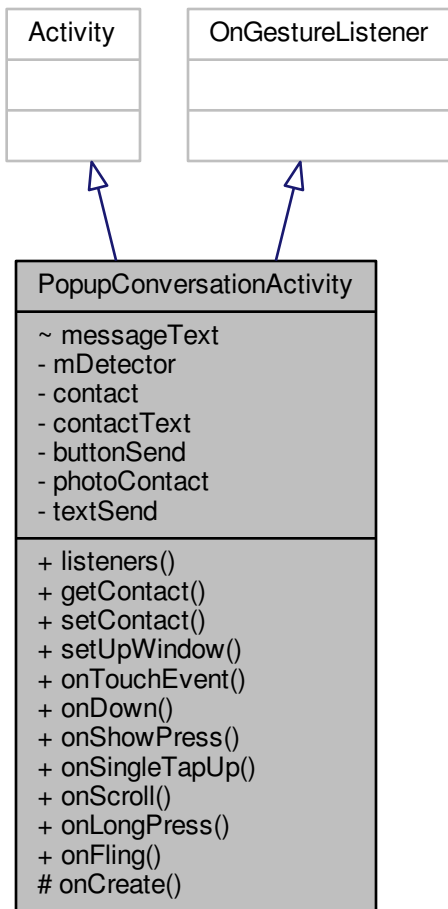 Activity
OnGestureListener
PopupConversationActivity
~ messageText
- mDetector
- contact
- contactText
- buttonSend
- photoContact
- textSend
+ listeners()
+ getContact()
+ setContact()
+ setUpWindow()
+ onTouchEvent()
+ onDown()
+ onShowPress()
+ onSingleTapUp()
+ onScroll()
+ onLongPress()
+ onFling()
# onCreate()